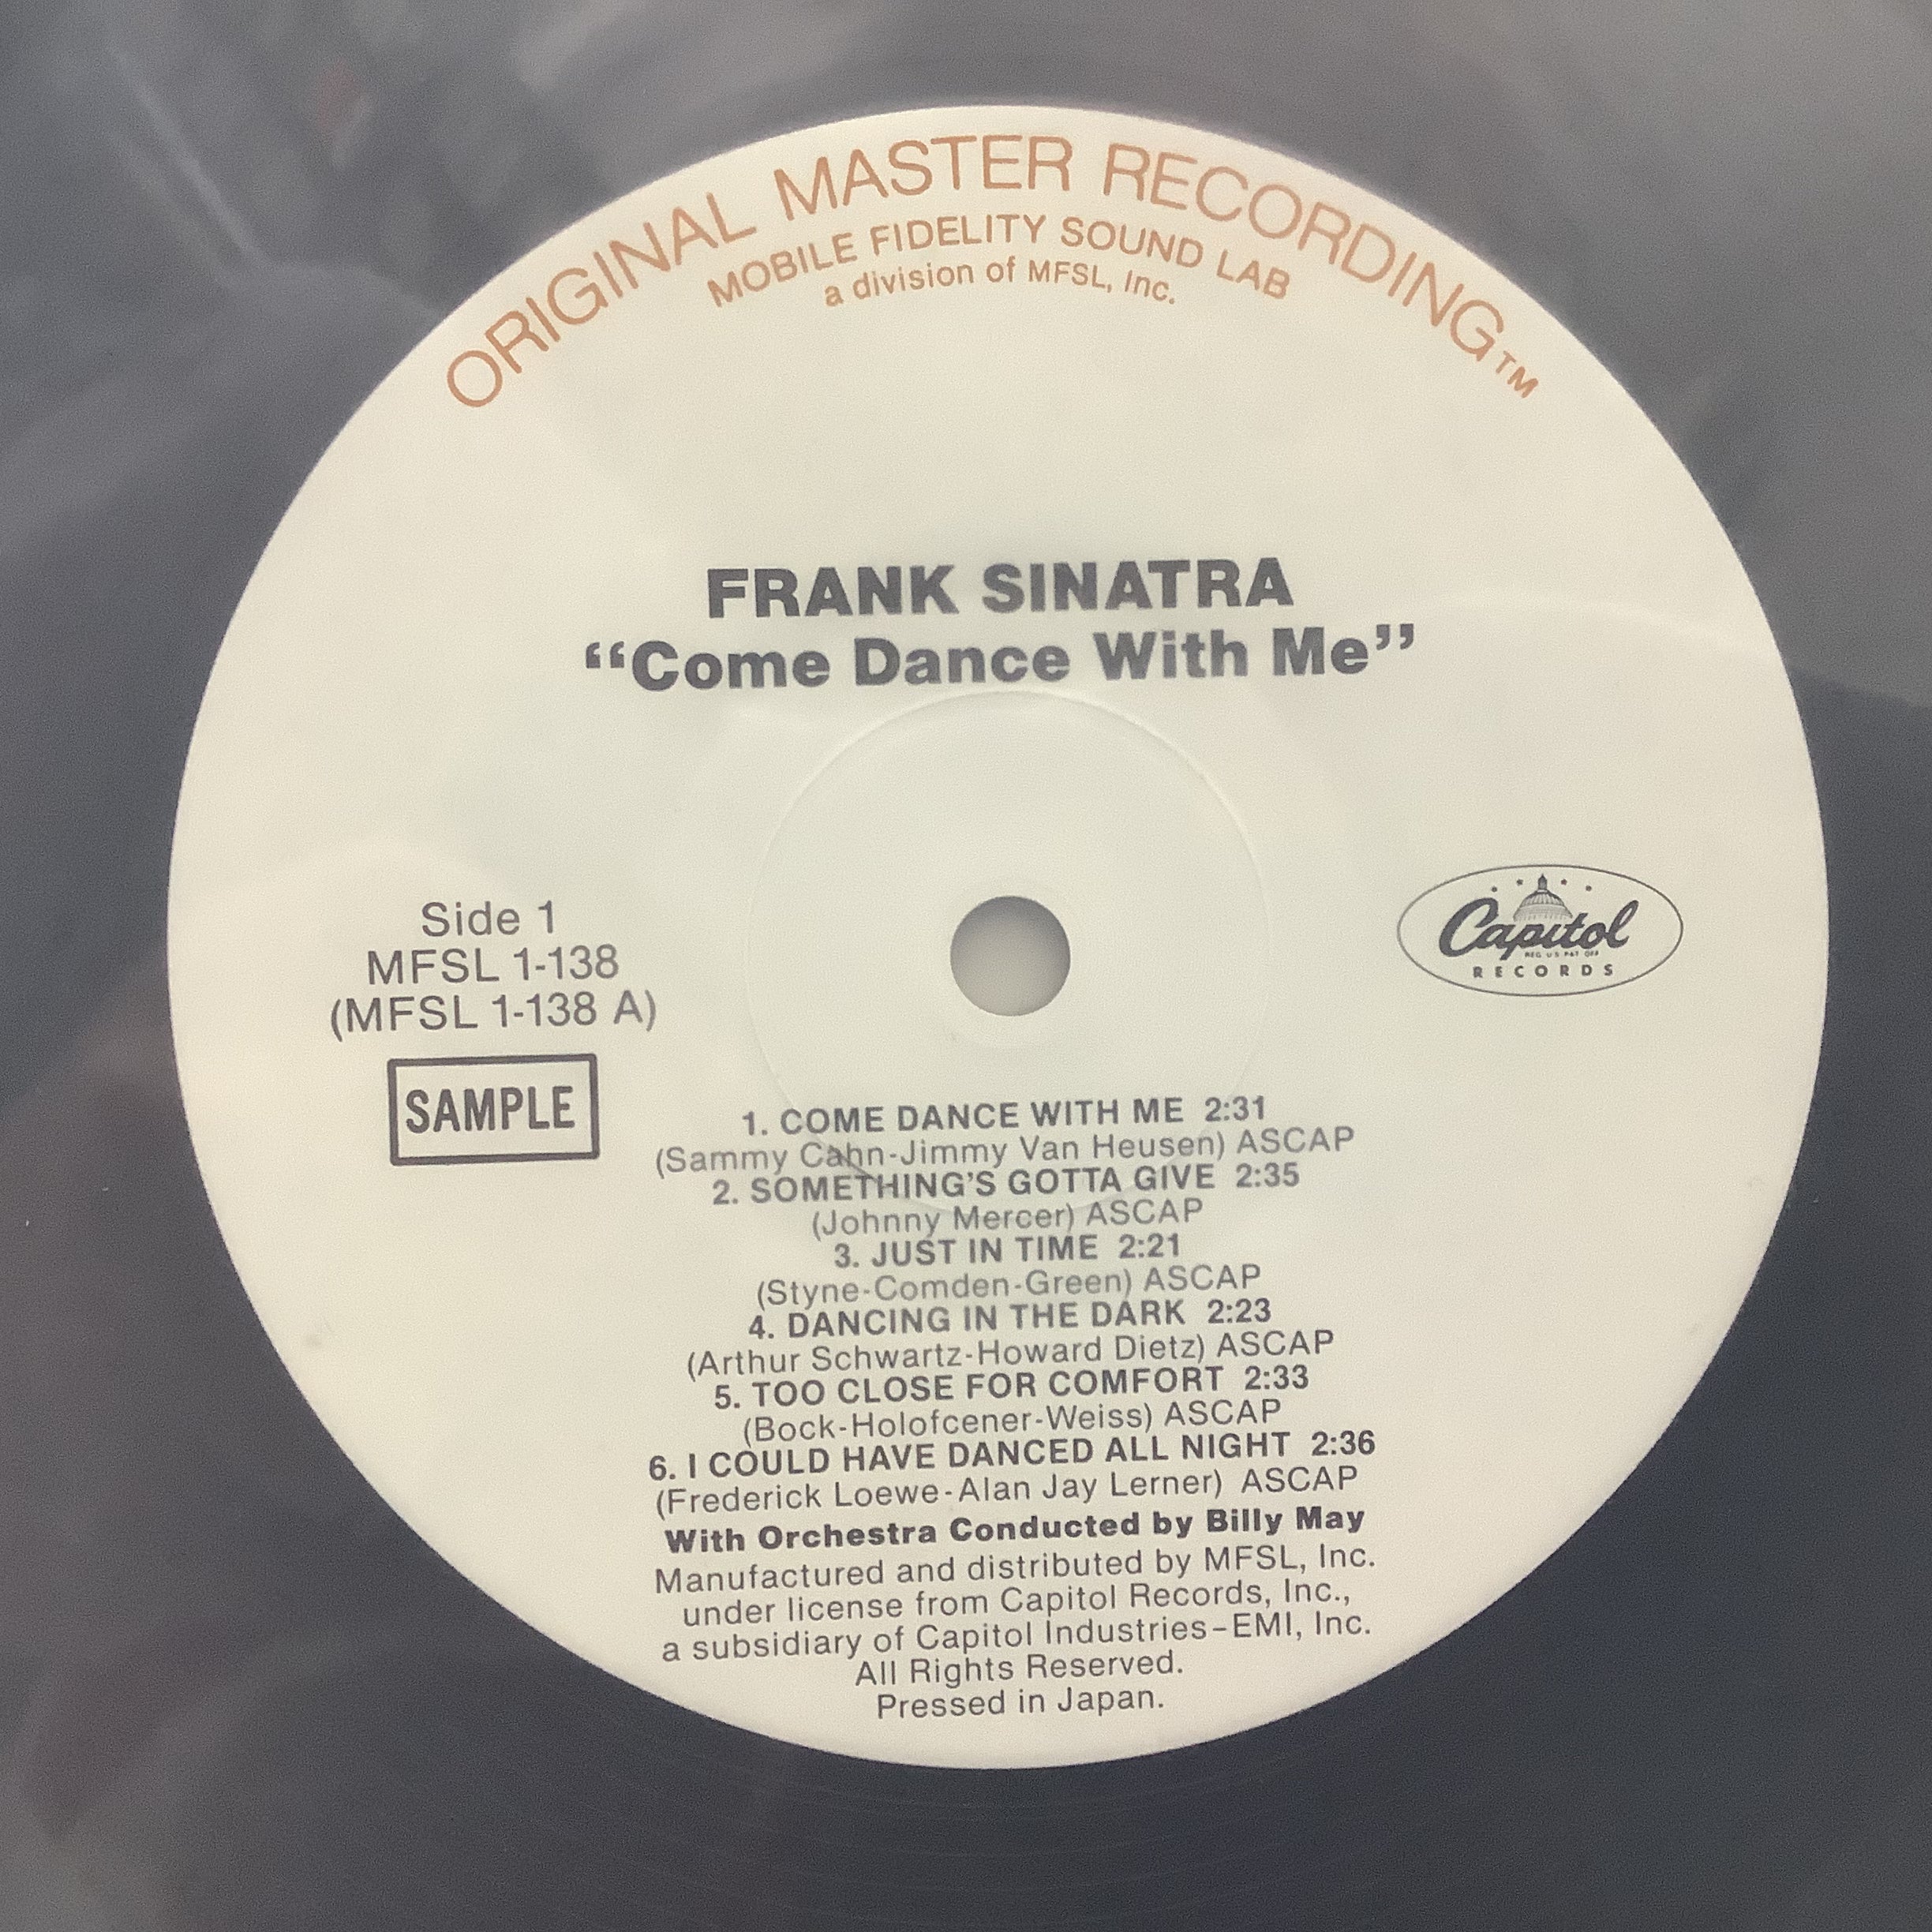 ORIGINAL MASTER RECORDING™
MOBILE FIDELITY SOUND LAB
a division of MFSL, Inc.
FRANK SINATRA
“Come Dance With Me”
Side 1
MFSL 1-138
(MFSL 1-138 A)
SAMPLE
Capitol
REG. U.S. PAT. OFF.
RECORDS
1. COME DANCE WITH ME 2:31
(Sammy Cahn-Jimmy Van Heusen) ASCAP
2. SOMETHING’S GOTTA GIVE 2:35
(Johnny Mercer) ASCAP
3. JUST IN TIME 2:21
(Styne-Comden-Green) ASCAP
4. DANCING IN THE DARK 2:23
(Arthur Schwartz-Howard Dietz) ASCAP
5. TOO CLOSE FOR COMFORT 2:33
(Bock-Holofcener-Weiss) ASCAP
6. I COULD HAVE DANCED ALL NIGHT 2:36
(Frederick Loewe-Alan Jay Lerner) ASCAP
With Orchestra Conducted by Billy May
Manufactured and distributed by MFSL, Inc.
under license from Capitol Records, Inc.,
a subsidiary of Capitol Industries–EMI, Inc.
All Rights Reserved.
Pressed in Japan.